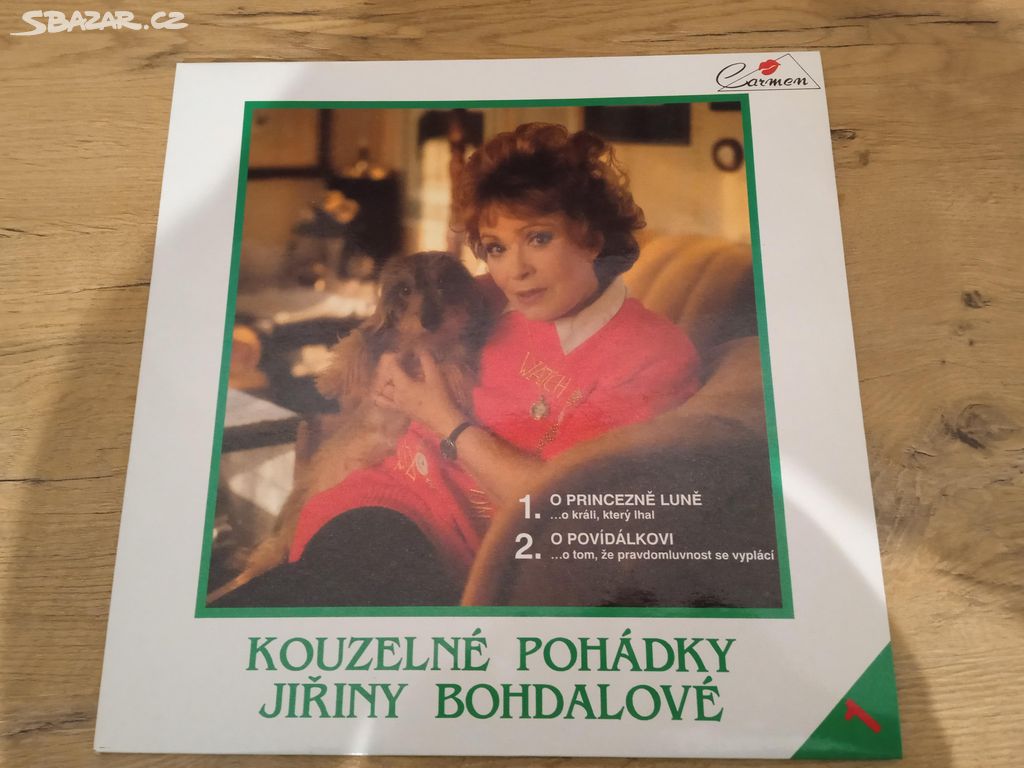 SBAZAR.CZ
Carmen
WATCH
1. O PRINCEZNĚ LUNĚ
...o králi, který lhal
2. O POVÍDÁLKOVI
...o tom, že pravdomluvnost se vyplácí
KOUZELNÉ POHÁDKY
JIŘINY BOHDALOVÉ
1